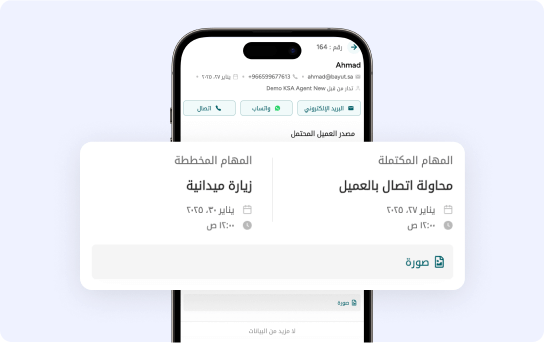 رقم : 164
Ahmad
ahmad@bayut.sa • +966599677613 • يناير ٢٧، ٢٠٢٥
تدار من قبل Demo KSA Agent New
البريد الإلكتروني واتساب اتصال
مصدر العميل المحتمل
المهام المكتملة المهام المخططة
محاولة اتصال بالعميل زيارة ميدانية
يناير ٢٧، ٢٠٢٥ يناير ٣٠، ٢٠٢٥
١٢:٠٠ ص ١٢:٠٠ ص
صورة
صورة
لا مزيد من البيانات